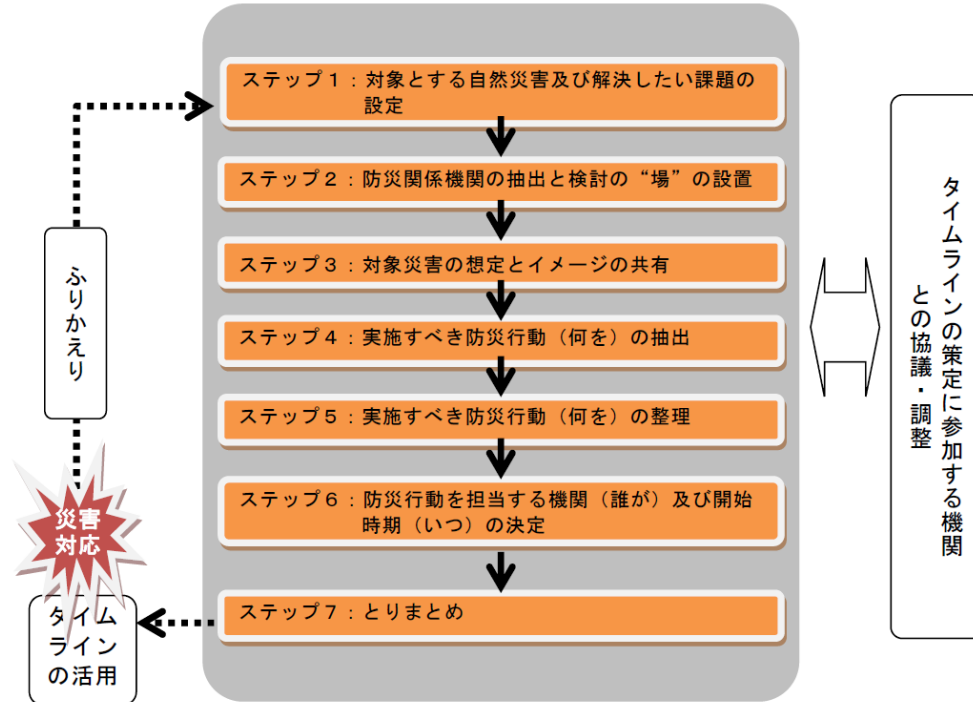 ステップ１：対象とする自然災害及び解決したい課題の
設定
ステップ２：防災関係機関の抽出と検討の“場”の設置
ステップ３：対象災害の想定とイメージの共有
ステップ４：実施すべき防災行動（何を）の抽出
ステップ５：実施すべき防災行動（何を）の整理
ステップ６：防災行動を担当する機関（誰が）及び開始
時期（いつ）の決定
ステップ７：とりまとめ
タイムラインの策定に参加する機関
との協議・調整
タイム
ライン
の活用
災害
対応
ふりかえり